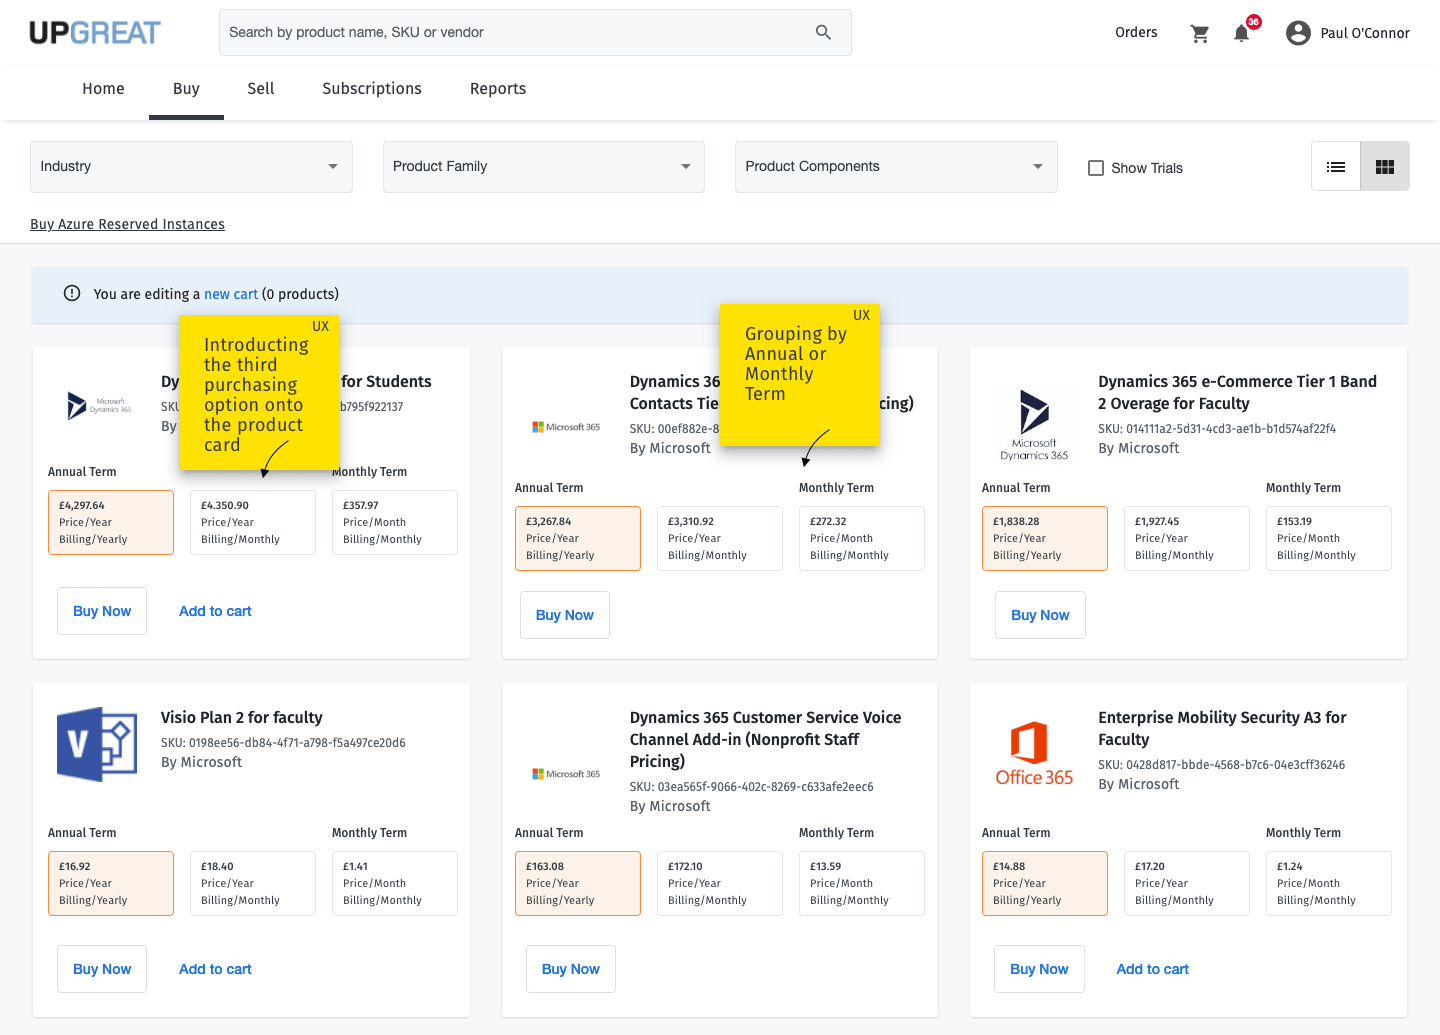 UPGREAT
Search by product name, SKU or vendor
Orders
36
Paul O'Connor
Home
Buy
Sell
Subscriptions
Reports
Industry
Product Family
Product Components
Show Trials
Buy Azure Reserved Instances
You are editing a new cart (0 products)
UX
Introducting
the third
purchasing
option onto
the product
card
UX
Grouping by
Annual or
Monthly
Term
Microsoft
Dynamics 365
Dy
for Students
SKU
b795f922137
By
Annual Term
Monthly Term
£4,297.64
Price/Year
Billing/Yearly
£4.350.90
Price/Year
Billing/Monthly
£357.97
Price/Month
Billing/Monthly
Buy Now
Add to cart
Microsoft 365
Dynamics 36
Contacts Tie
cing)
SKU: 00ef882e-8
By Microsoft
Annual Term
Monthly Term
£3,267.84
Price/Year
Billing/Yearly
£3,310.92
Price/Year
Billing/Monthly
£272.32
Price/Month
Billing/Monthly
Buy Now
Microsoft
Dynamics 365
Dynamics 365 e-Commerce Tier 1 Band
2 Overage for Faculty
SKU: 014111a2-5d31-4cd3-ae1b-b1d574af22f4
By Microsoft
Annual Term
Monthly Term
£1,838.28
Price/Year
Billing/Yearly
£1,927.45
Price/Year
Billing/Monthly
£153.19
Price/Month
Billing/Monthly
Buy Now
V
Visio Plan 2 for faculty
SKU: 0198ee56-db84-4f71-a798-f5a497ce20d6
By Microsoft
Annual Term
Monthly Term
£16.92
Price/Year
Billing/Yearly
£18.40
Price/Year
Billing/Monthly
£1.41
Price/Month
Billing/Monthly
Buy Now
Add to cart
Microsoft 365
Dynamics 365 Customer Service Voice
Channel Add-in (Nonprofit Staff
Pricing)
SKU: 03ea565f-9066-402c-8269-c633afe2eec6
By Microsoft
Annual Term
Monthly Term
£163.08
Price/Year
Billing/Yearly
£172.10
Price/Year
Billing/Monthly
£13.59
Price/Month
Billing/Monthly
Buy Now
Office 365
Enterprise Mobility Security A3 for
Faculty
SKU: 0428d817-bbde-4568-b7c6-04e3cff36246
By Microsoft
Annual Term
Monthly Term
£14.88
Price/Year
Billing/Yearly
£17.20
Price/Year
Billing/Monthly
£1.24
Price/Month
Billing/Monthly
Buy Now
Add to cart